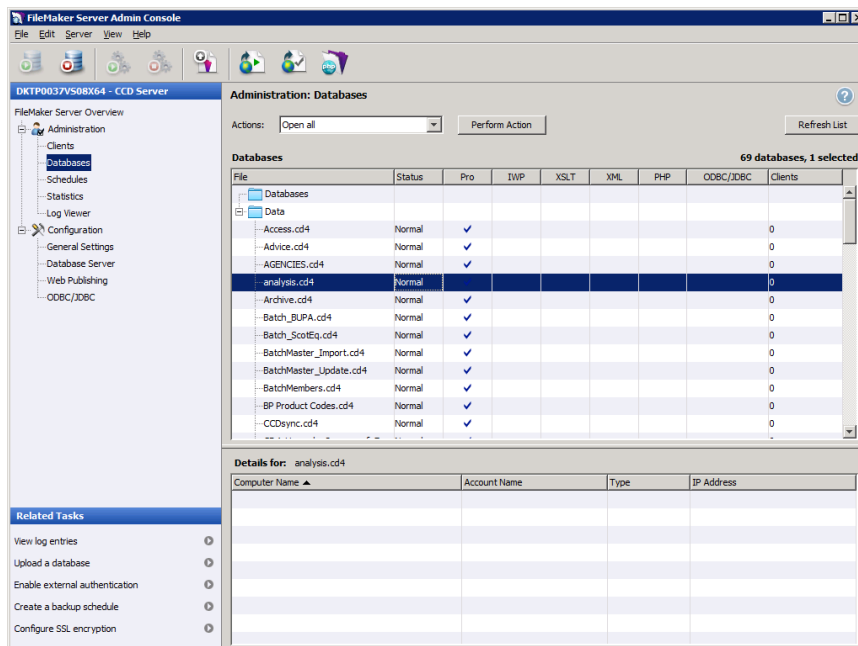 FileMaker Server Admin Console
File Edit Server View Help
php
DKTP0037VS08X64 - CCD Server
FileMaker Server Overview
Administration
Clients
Databases
Schedules
Statistics
Log Viewer
Configuration
General Settings
Database Server
Web Publishing
ODBC/JDBC
Related Tasks
View log entries
Upload a database
Enable external authentication
Create a backup schedule
Configure SSL encryption
Administration: Databases
Actions: Open all Perform Action Refresh List
Databases 69 databases, 1 selected
File Status Pro IWP XSLT XML PHP ODBC/JDBC Clients
Databases
Data
Access.cd4 Normal 0
Advice.cd4 Normal 0
AGENCIES.cd4 Normal 0
analysis.cd4 Normal 0
Archive.cd4 Normal 0
Batch_BUPA.cd4 Normal 0
Batch_ScotEq.cd4 Normal 0
BatchMaster_Import.cd4 Normal 0
BatchMaster_Update.cd4 Normal 0
BatchMembers.cd4 Normal 0
BP Product Codes.cd4 Normal 0
CCDsync.cd4 Normal 0
Details for: analysis.cd4
Computer Name Account Name Type IP Address